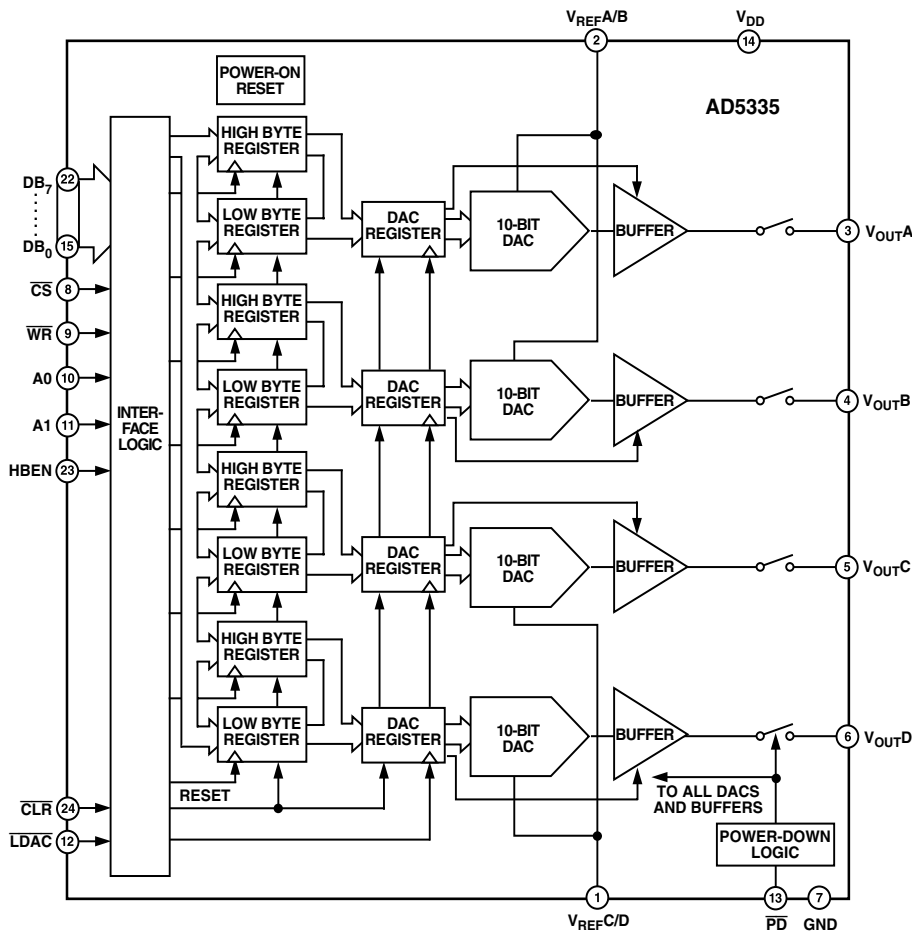 VREFA/B
VDD
2
14
POWER-ON
RESET
AD5335
HIGH BYTE
REGISTER
DB7
22
LOW BYTE
REGISTER
DAC
REGISTER
10-BIT
DAC
BUFFER
3
VOUTA
DB0
15
CS
8
HIGH BYTE
REGISTER
WR
9
A0
10
LOW BYTE
REGISTER
DAC
REGISTER
10-BIT
DAC
BUFFER
4
VOUTB
A1
11
INTER-
FACE
LOGIC
HBEN
23
HIGH BYTE
REGISTER
LOW BYTE
REGISTER
DAC
REGISTER
10-BIT
DAC
BUFFER
5
VOUTC
HIGH BYTE
REGISTER
LOW BYTE
REGISTER
DAC
REGISTER
10-BIT
DAC
BUFFER
6
VOUTD
RESET
TO ALL DACS
AND BUFFERS
CLR
24
LDAC
12
POWER-DOWN
LOGIC
1
13
7
VREFC/D
PD
GND